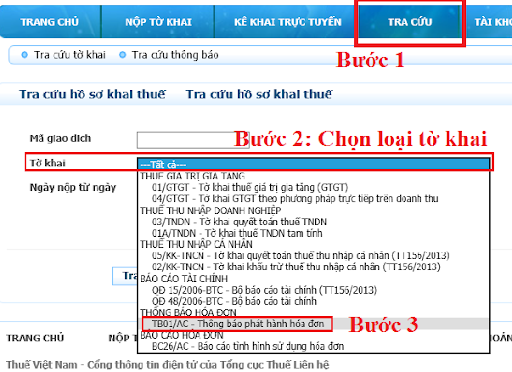 TRANG CHỦ NỘP TỜ KHAI KÊ KHAI TRỰC TUYẾN TRA CỨU TÀI KHO
Tra cứu tờ khai Tra cứu thông báo
Bước 1
Tra cứu hồ sơ khai thuế Tra cứu hồ sơ khai thuế
Mã giao dịch
Bước 2: Chọn loại tờ khai
Tờ khai
---Tất cả---
Ngày nộp từ ngày
THUẾ GIÁ TRỊ GIA TĂNG
01/GTGT - Tờ khai thuế giá trị gia tăng (GTGT)
04/GTGT - Tờ khai GTGT theo phương pháp trực tiếp trên doanh thu
THUẾ THU NHẬP DOANH NGHIỆP
03/TNDN - Tờ khai quyết toán thuế TNDN
01A/TNDN - Tờ khai thuế TNDN tạm tính
THUẾ THU NHẬP CÁ NHÂN
05/KK-TNCN - Tờ khai quyết toán thuế thu nhập cá nhân (TT156/2013)
02/KK-TNCN - Tờ khai khấu trừ thuế thu nhập cá nhân (TT156/2013)
BÁO CÁO TÀI CHÍNH
QĐ 15/2006-BTC - Bộ báo cáo tài chính (TT156/2013)
QĐ 48/2006-BTC - Bộ báo cáo tài chính
THÔNG BÁO HÓA ĐƠN
TB01/AC - Thông báo phát hành hóa đơn
Bước 3
BÁO CÁO HÓA ĐƠN
BC26/AC - Báo cáo tình hình sử dụng hóa đơn
Tra
TRANG CHỦ NỘP T
Thuế Việt Nam - Cổng thông tin điện tử của Tổng cục Thuế Liên hệ